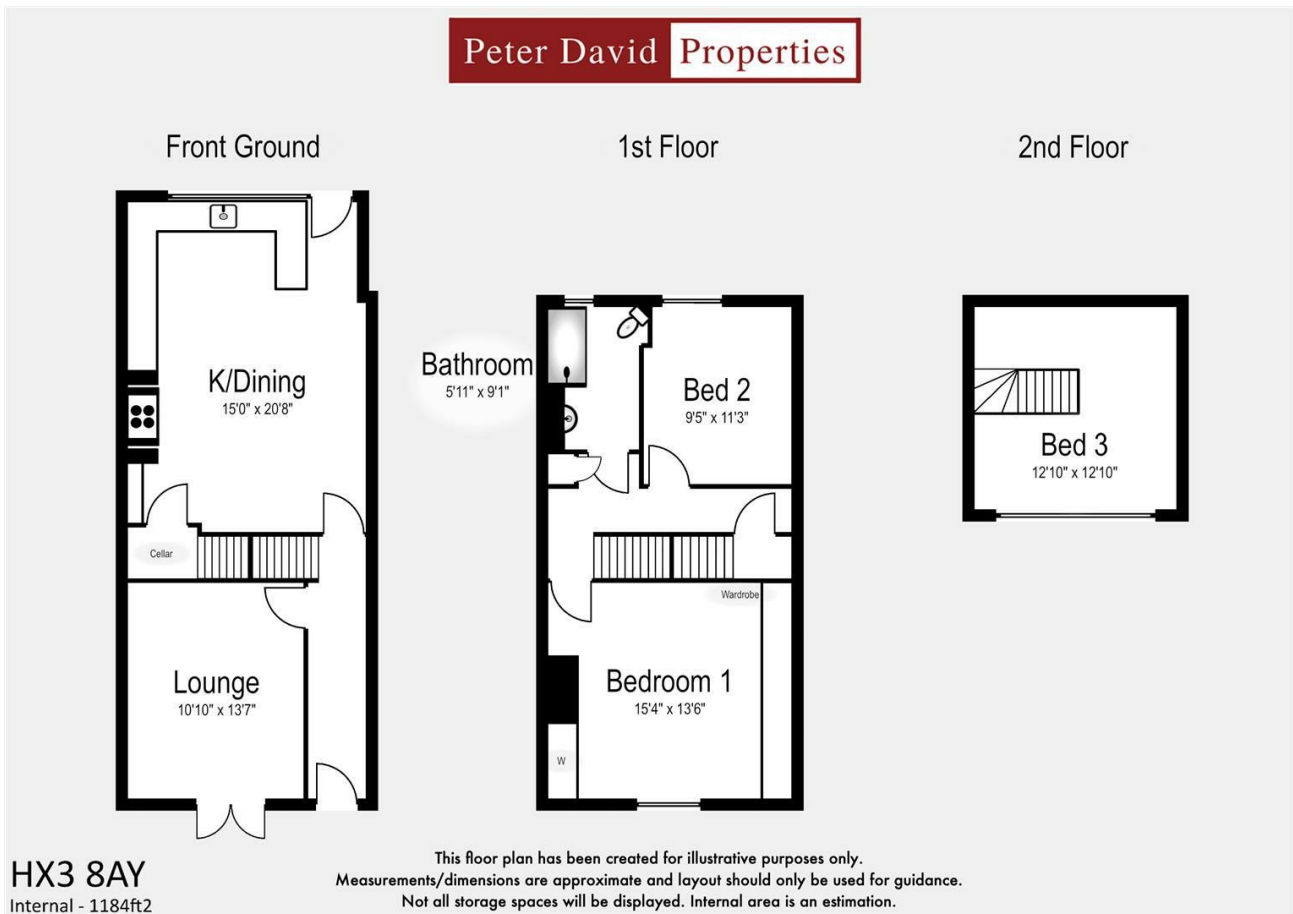 Peter David Properties
Front Ground
1st Floor
2nd Floor
K/Dining
15'0" x 20'8"
Cellar
Lounge
10'10" x 13'7"
Bathroom
5'11" x 9'1"
Bed 2
9'5" x 11'3"
Wardrobe
Bedroom 1
15'4" x 13'6"
W
Bed 3
12'10" x 12'10"
HX3 8AY
Internal - 1184ft2
This floor plan has been created for illustrative purposes only.
Measurements/dimensions are approximate and layout should only be used for guidance.
Not all storage spaces will be displayed. Internal area is an estimation.